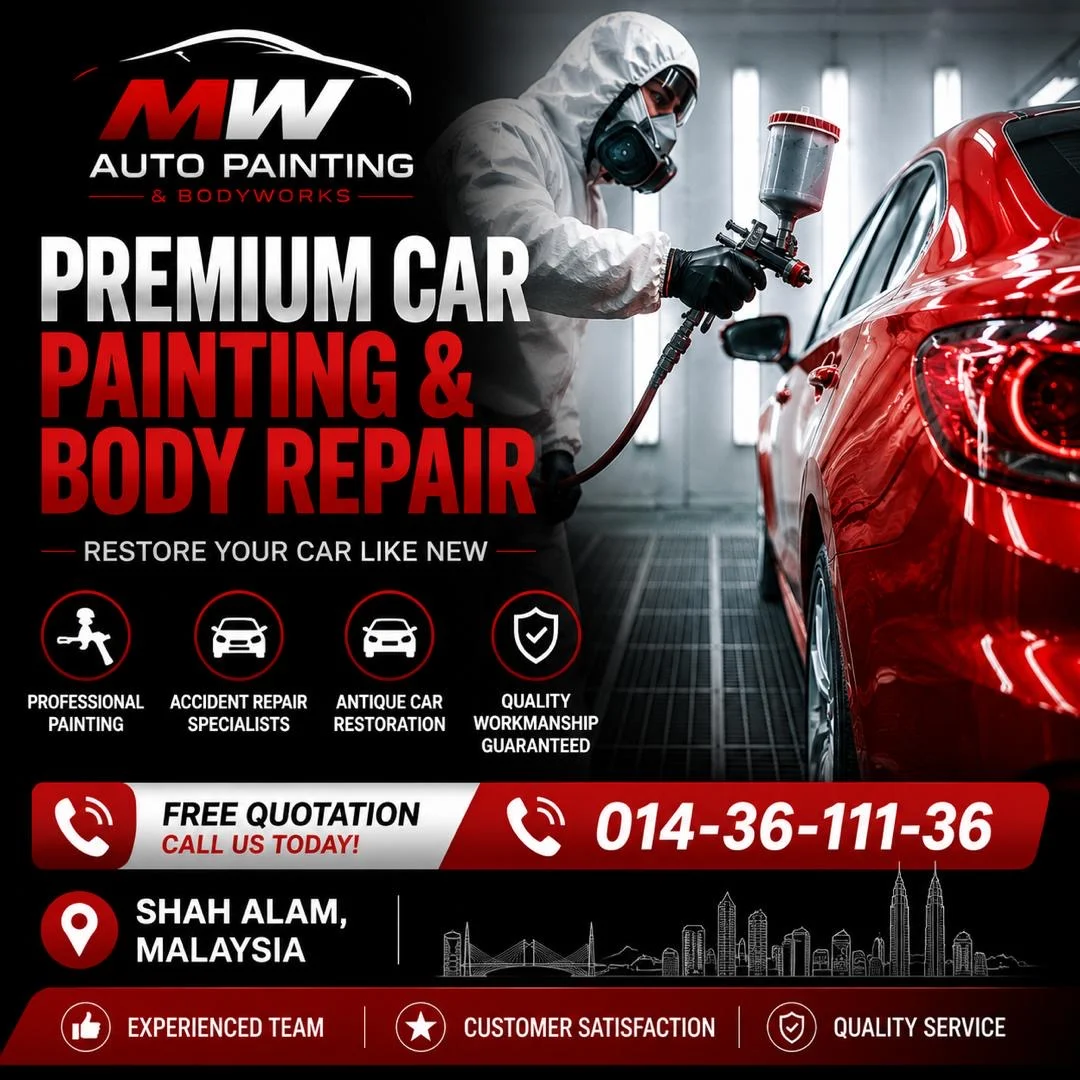 MW
AUTO PAINTING
& BODYWORKS
PREMIUM CAR
PAINTING &
BODY REPAIR
RESTORE YOUR CAR LIKE NEW
PROFESSIONAL
PAINTING
ACCIDENT REPAIR
SPECIALISTS
ANTIQUE CAR
RESTORATION
QUALITY
WORKMANSHIP
GUARANTEED
FREE QUOTATION
CALL US TODAY!
014-36-111-36
SHAH ALAM,
MALAYSIA
EXPERIENCED TEAM
CUSTOMER SATISFACTION
QUALITY SERVICE